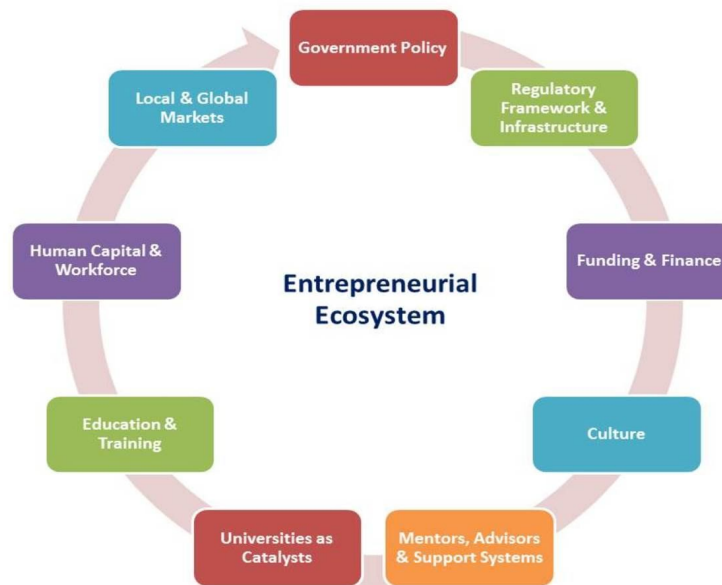 Government Policy
Regulatory
Framework &
Infrastructure
Funding & Finance
Culture
Mentors, Advisors
& Support Systems
Universities as
Catalysts
Education &
Training
Human Capital &
Workforce
Local & Global
Markets
Entrepreneurial
Ecosystem